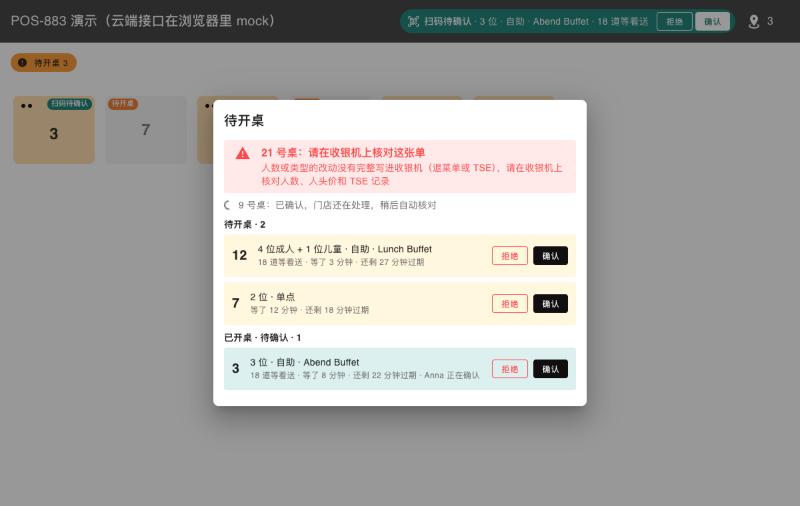 POS-883 演示（云端接口在浏览器里 mock）
扫码待确认 · 3 位 · 自助 · Abend Buffet · 18 道等看送 拒绝 确认 3
待开桌 3
扫码待确认
3
待开桌
7
待开桌
21 号桌：请在收银机上核对这张单
人数或类型的改动没有完整写进收银机（退菜单或 TSE），请在收银机上
核对人数、人头价和 TSE 记录
9 号桌：已确认，门店还在处理，稍后自动核对
待开桌 · 2
12
4 位成人 + 1 位儿童 · 自助 · Lunch Buffet
18 道等看送 · 等了 3 分钟 · 还剩 27 分钟过期
拒绝 确认
7
2 位 · 单点
等了 12 分钟 · 还剩 18 分钟过期
拒绝 确认
已开桌 · 待确认 · 1
3
3 位 · 自助 · Abend Buffet
18 道等看送 · 等了 8 分钟 · 还剩 22 分钟过期 · Anna 正在确认
拒绝 确认